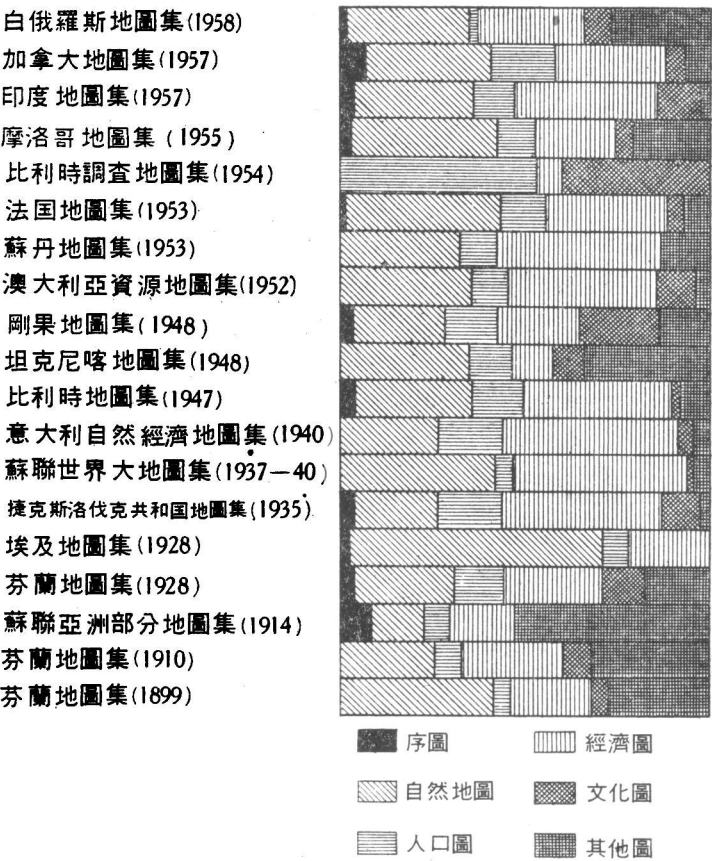 白俄羅斯地圖集(1958)
加拿大地圖集(1957)
印度地圖集(1957)
摩洛哥地圖集(1955)
比利時調查地圖集(1954)
法国地圖集(1953)
蘇丹地圖集(1953)
澳大利亞資源地圖集(1952)
剛果地圖集(1948)
坦克尼喀地圖集(1948)
比利時地圖集(1947)
意大利自然經濟地圖集(1940)
蘇聯世界大地圖集(1937—40)
捷克斯洛伐克共和国地圖集(1935)
埃及地圖集(1928)
芬蘭地圖集(1928)
蘇聯亞洲部分地圖集(1914)
芬蘭地圖集(1910)
芬蘭地圖集(1899)
序圖 經濟圖
自然地圖 文化圖
人口圖 其他圖